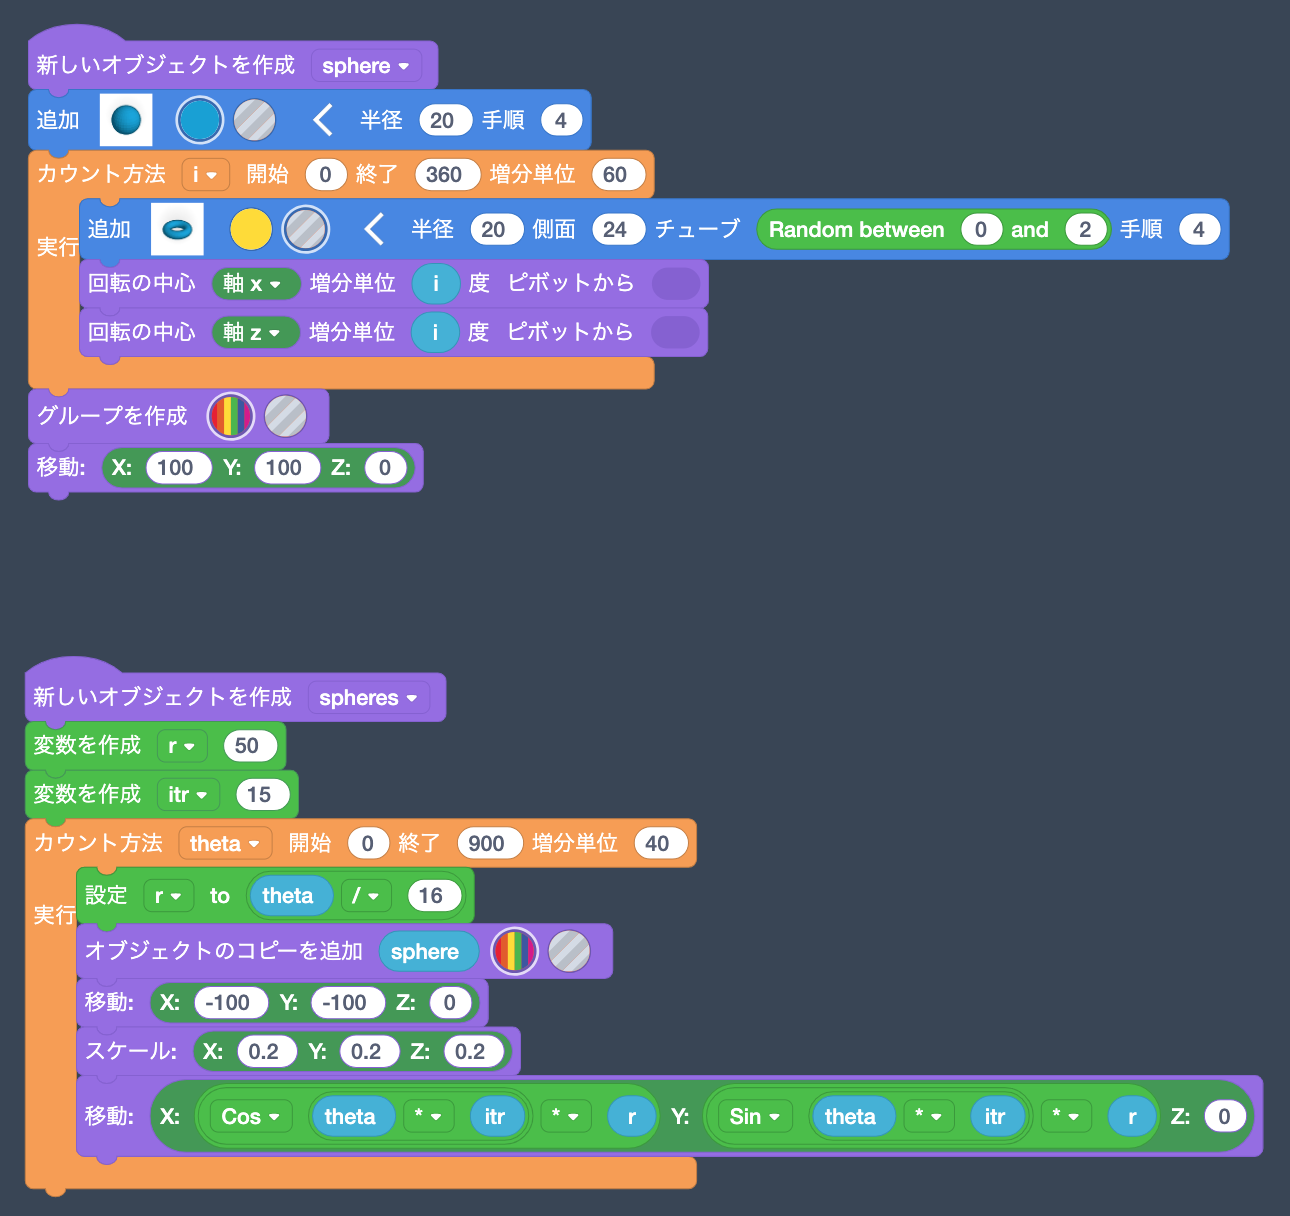 新しいオブジェクトを作成 sphere
追加 半径 20 手順 4
カウント方法 i 開始 0 終了 360 増分単位 60
追加 半径 20 側面 24 チューブ Random between 0 and 2 手順 4
実行
回転の中心 軸 x 増分単位 i 度 ピボットから
回転の中心 軸 z 増分単位 i 度 ピボットから
グループを作成
移動: X: 100 Y: 100 Z: 0
新しいオブジェクトを作成 spheres
変数を作成 r 50
変数を作成 itr 15
カウント方法 theta 開始 0 終了 900 増分単位 40
設定 r to theta / 16
実行
オブジェクトのコピーを追加 sphere
移動: X: -100 Y: -100 Z: 0
スケール: X: 0.2 Y: 0.2 Z: 0.2
移動: X: Cos theta * itr * r Y: Sin theta * itr * r Z: 0